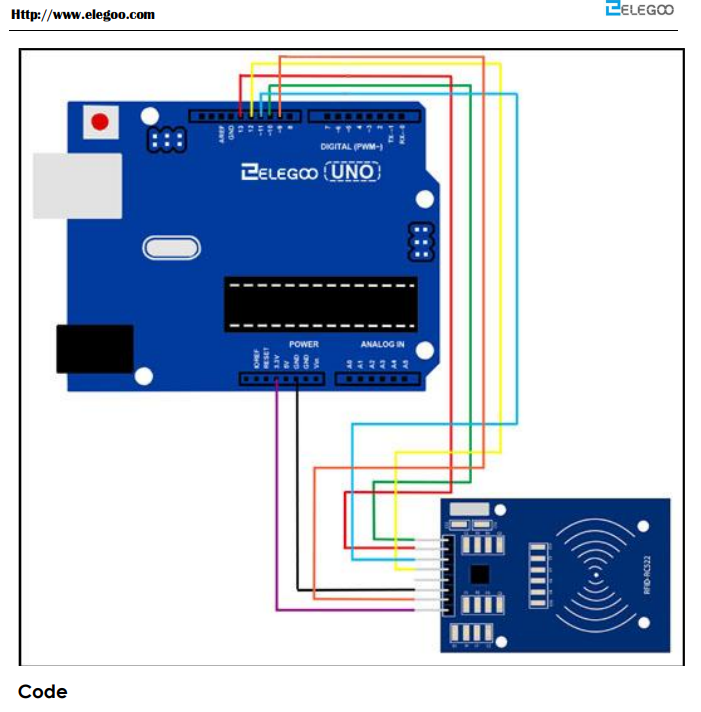 Http://www.elegoo.com
ELEGOO
AREF
GND
13
12
~11
~10
~9
8
7
~6
~5
4
~3
2
TX→1
RX←0
DIGITAL (PWM~)
ELEGOO UNO
POWER
ANALOG IN
IOREF
RESET
3.3V
5V
GND
GND
Vin
A0
A1
A2
A3
A4
A5
RFID-RC522
Code